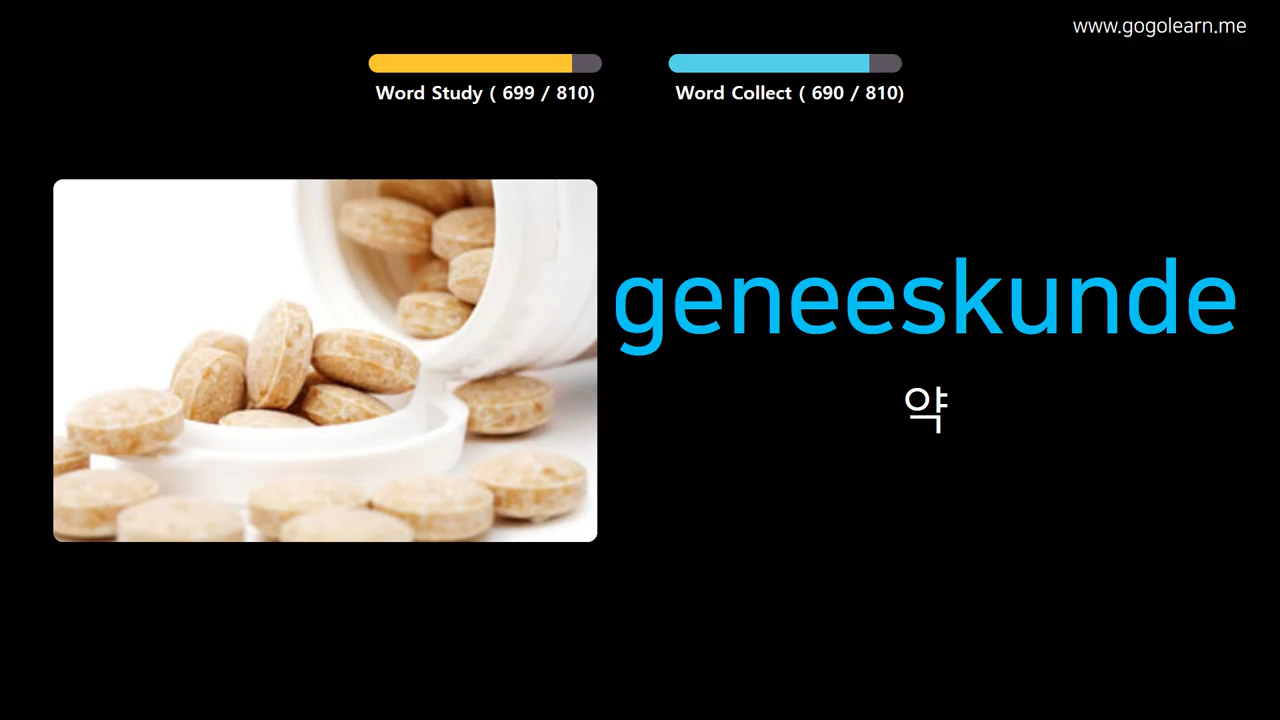 www.gogolearn.me
Word Study ( 699 / 810)
Word Collect ( 690 / 810)
geneeskunde
약